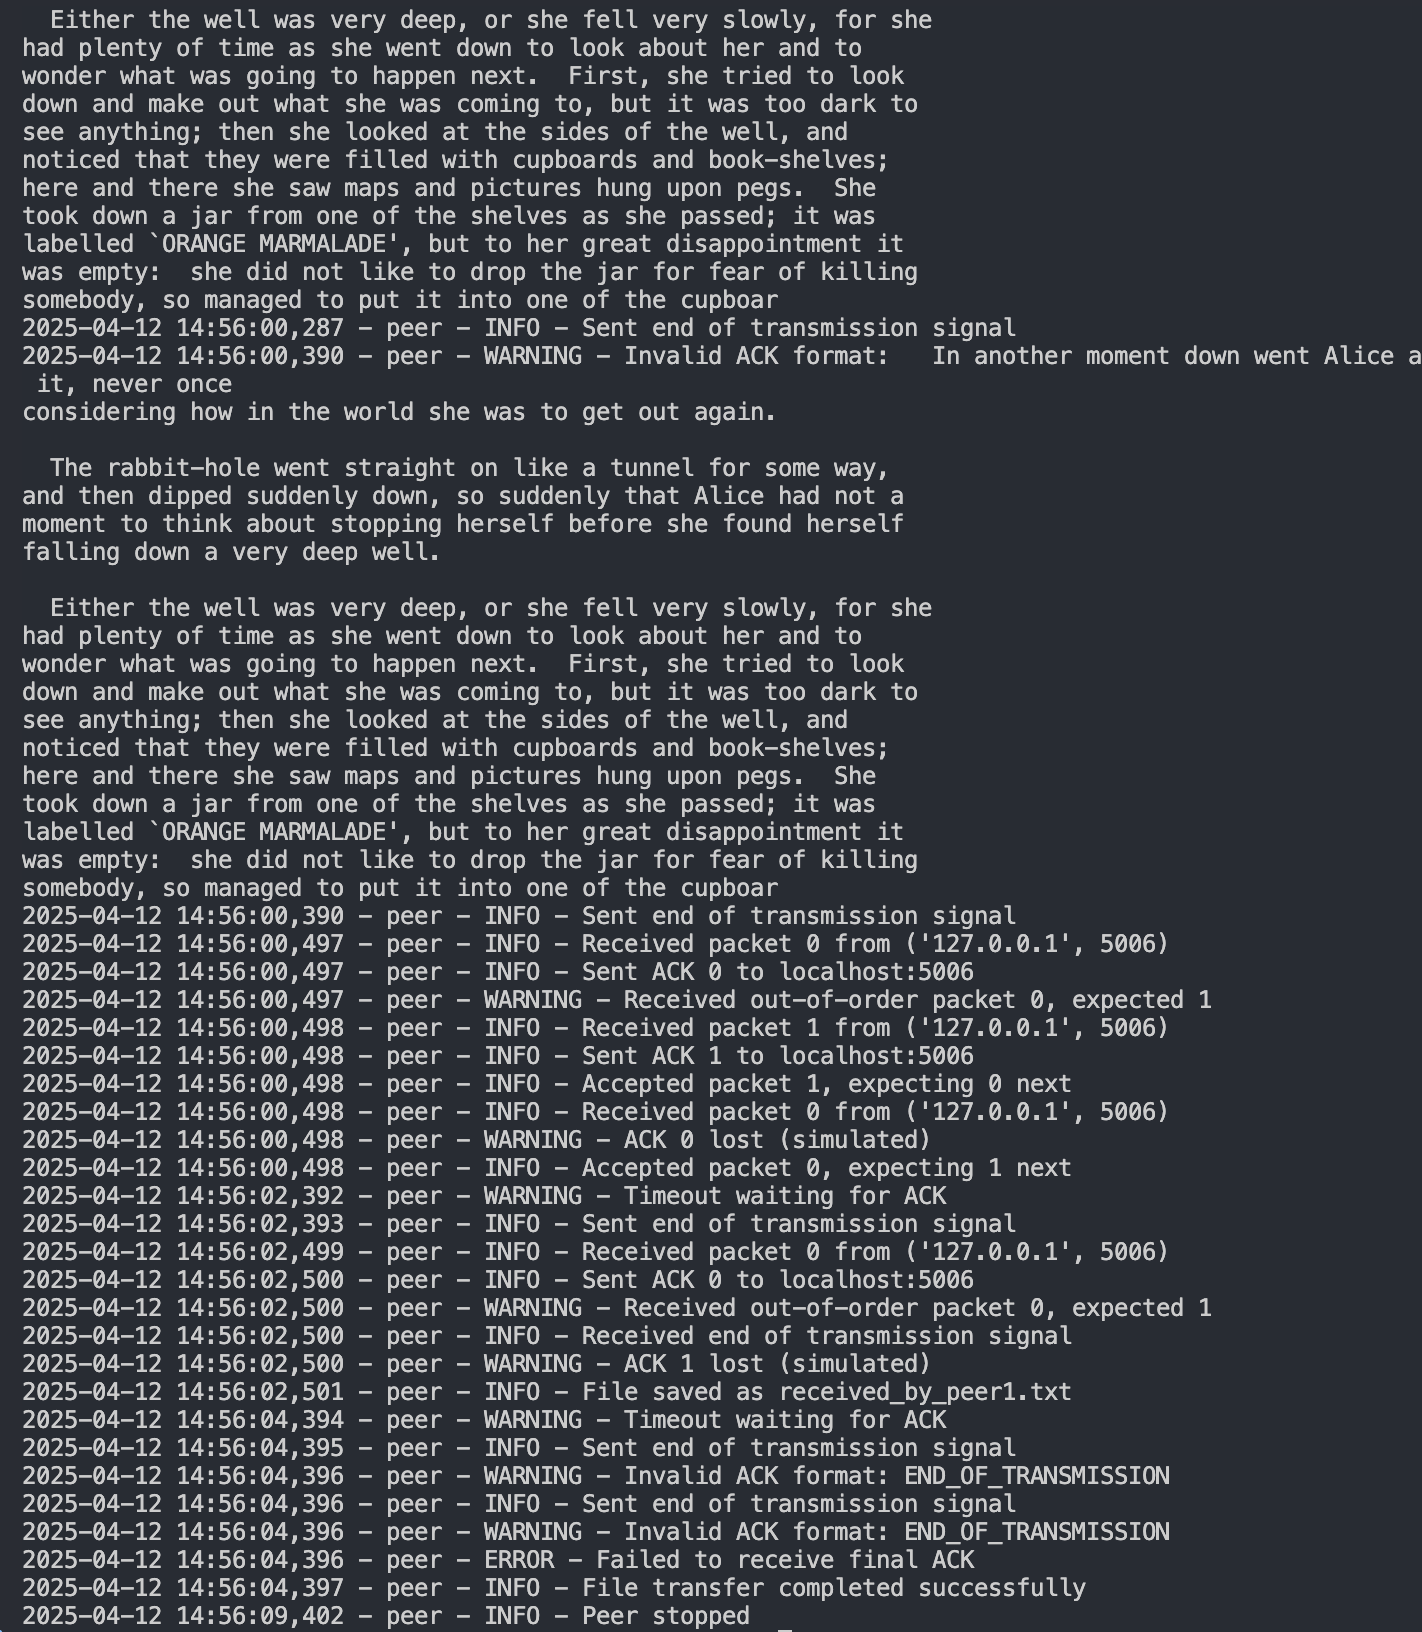 Either the well was very deep, or she fell very slowly, for she
had plenty of time as she went down to look about her and to
wonder what was going to happen next.  First, she tried to look
down and make out what she was coming to, but it was too dark to
see anything; then she looked at the sides of the well, and
noticed that they were filled with cupboards and book-shelves;
here and there she saw maps and pictures hung upon pegs.  She
took down a jar from one of the shelves as she passed; it was
labelled `ORANGE MARMALADE', but to her great disappointment it
was empty:  she did not like to drop the jar for fear of killing
somebody, so managed to put it into one of the cupboar
2025-04-12 14:56:00,287 - peer - INFO - Sent end of transmission signal
2025-04-12 14:56:00,390 - peer - WARNING - Invalid ACK format:   In another moment down went Alice a
 it, never once
considering how in the world she was to get out again.

  The rabbit-hole went straight on like a tunnel for some way,
and then dipped suddenly down, so suddenly that Alice had not a
moment to think about stopping herself before she found herself
falling down a very deep well.

  Either the well was very deep, or she fell very slowly, for she
had plenty of time as she went down to look about her and to
wonder what was going to happen next.  First, she tried to look
down and make out what she was coming to, but it was too dark to
see anything; then she looked at the sides of the well, and
noticed that they were filled with cupboards and book-shelves;
here and there she saw maps and pictures hung upon pegs.  She
took down a jar from one of the shelves as she passed; it was
labelled `ORANGE MARMALADE', but to her great disappointment it
was empty:  she did not like to drop the jar for fear of killing
somebody, so managed to put it into one of the cupboar
2025-04-12 14:56:00,390 - peer - INFO - Sent end of transmission signal
2025-04-12 14:56:00,497 - peer - INFO - Received packet 0 from ('127.0.0.1', 5006)
2025-04-12 14:56:00,497 - peer - INFO - Sent ACK 0 to localhost:5006
2025-04-12 14:56:00,497 - peer - WARNING - Received out-of-order packet 0, expected 1
2025-04-12 14:56:00,498 - peer - INFO - Received packet 1 from ('127.0.0.1', 5006)
2025-04-12 14:56:00,498 - peer - INFO - Sent ACK 1 to localhost:5006
2025-04-12 14:56:00,498 - peer - INFO - Accepted packet 1, expecting 0 next
2025-04-12 14:56:00,498 - peer - INFO - Received packet 0 from ('127.0.0.1', 5006)
2025-04-12 14:56:00,498 - peer - WARNING - ACK 0 lost (simulated)
2025-04-12 14:56:00,498 - peer - INFO - Accepted packet 0, expecting 1 next
2025-04-12 14:56:02,392 - peer - WARNING - Timeout waiting for ACK
2025-04-12 14:56:02,393 - peer - INFO - Sent end of transmission signal
2025-04-12 14:56:02,499 - peer - INFO - Received packet 0 from ('127.0.0.1', 5006)
2025-04-12 14:56:02,500 - peer - INFO - Sent ACK 0 to localhost:5006
2025-04-12 14:56:02,500 - peer - WARNING - Received out-of-order packet 0, expected 1
2025-04-12 14:56:02,500 - peer - INFO - Received end of transmission signal
2025-04-12 14:56:02,500 - peer - WARNING - ACK 1 lost (simulated)
2025-04-12 14:56:02,501 - peer - INFO - File saved as received_by_peer1.txt
2025-04-12 14:56:04,394 - peer - WARNING - Timeout waiting for ACK
2025-04-12 14:56:04,395 - peer - INFO - Sent end of transmission signal
2025-04-12 14:56:04,396 - peer - WARNING - Invalid ACK format: END_OF_TRANSMISSION
2025-04-12 14:56:04,396 - peer - INFO - Sent end of transmission signal
2025-04-12 14:56:04,396 - peer - WARNING - Invalid ACK format: END_OF_TRANSMISSION
2025-04-12 14:56:04,396 - peer - ERROR - Failed to receive final ACK
2025-04-12 14:56:04,397 - peer - INFO - File transfer completed successfully
2025-04-12 14:56:09,402 - peer - INFO - Peer stopped